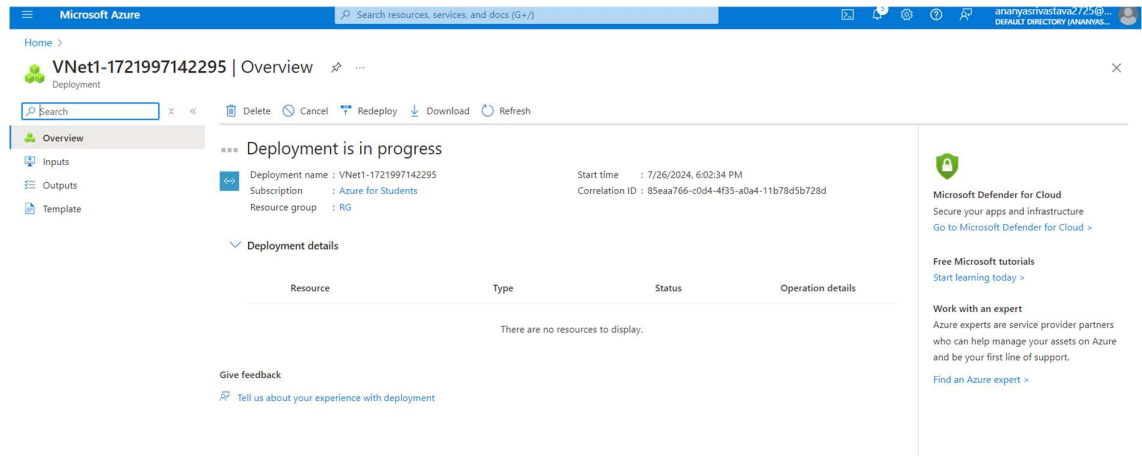 Microsoft Azure
Search resources, services, and docs (G+/)
ananyasrivastava2725@...
DEFAULT DIRECTORY (ANANYAS...
Home >
VNet1-1721997142295 | Overview
Deployment
Search
Delete Cancel Redeploy Download Refresh
Overview
Inputs
Outputs
Template
Deployment is in progress
Deployment name : VNet1-1721997142295
Subscription : Azure for Students
Resource group : RG
Start time : 7/26/2024, 6:02:34 PM
Correlation ID : 85eaa766-c0d4-4f35-a0a4-11b78d5b728d
Deployment details
Resource Type Status Operation details
There are no resources to display.
Give feedback
Tell us about your experience with deployment
Microsoft Defender for Cloud
Secure your apps and infrastructure
Go to Microsoft Defender for Cloud >
Free Microsoft tutorials
Start learning today >
Work with an expert
Azure experts are service provider partners
who can help manage your assets on Azure
and be your first line of support.
Find an Azure expert >